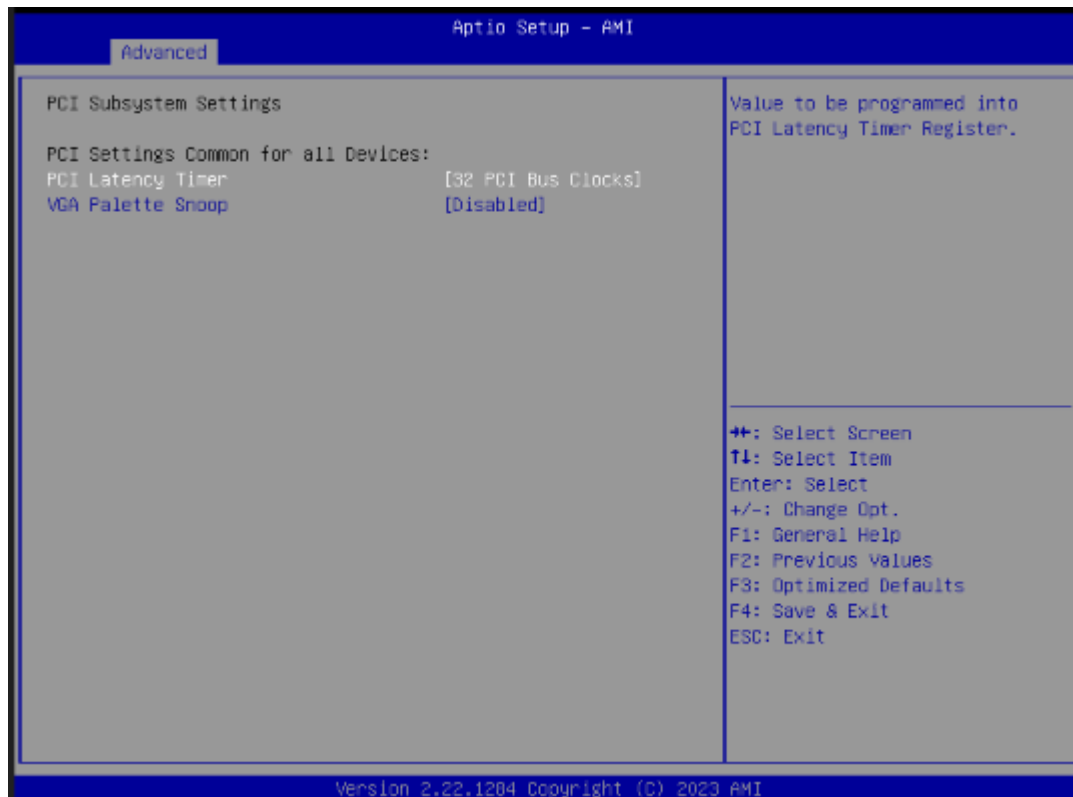 Aptio Setup - AMI
Advanced
PCI Subsystem Settings
PCI Settings Common for all Devices:
PCI Latency Timer [32 PCI Bus Clocks]
VGA Palette Snoop [Disabled]
Value to be programmed into
PCI Latency Timer Register.
→←: Select Screen
↑↓: Select Item
Enter: Select
+/-: Change Opt.
F1: General Help
F2: Previous Values
F3: Optimized Defaults
F4: Save & Exit
ESC: Exit
Version 2.22.1284 Copyright (C) 2023 AMI